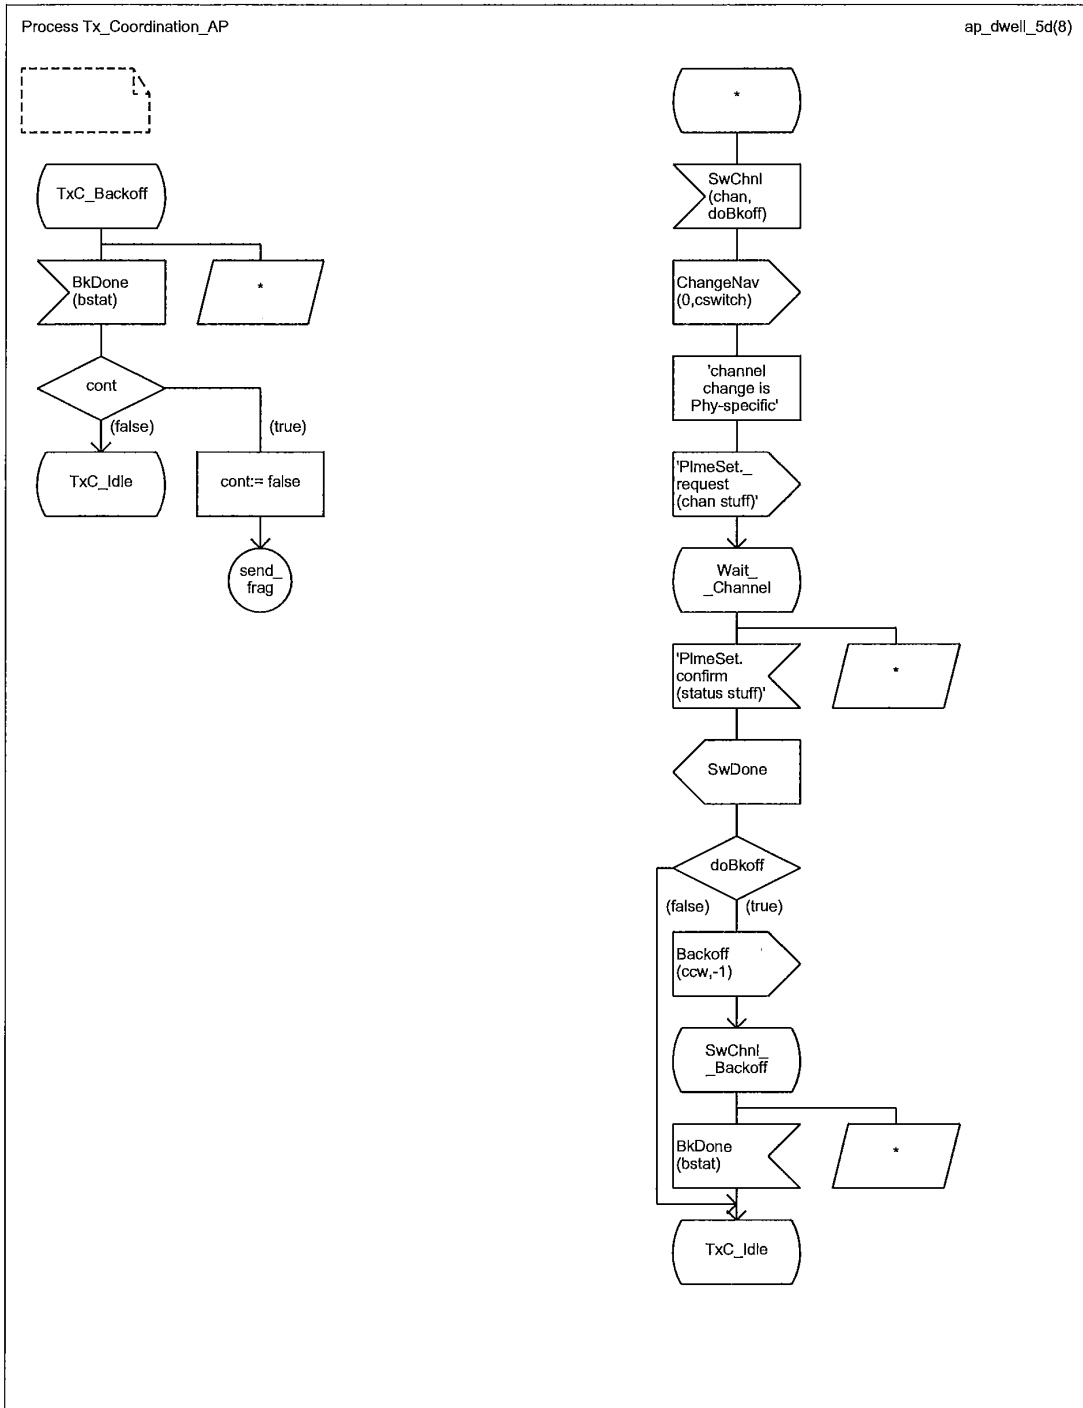 Process Tx_Coordination_AP
ap_dwell_5d(8)
TxC_Backoff
BkDone
(bstat)
*
cont
(false)
(true)
TxC_Idle
cont:= false
send_
frag
*
SwChnl
(chan,
doBkoff)
ChangeNav
(0,cswitch)
'channel
change is
Phy-specific'
'PlmeSet._
request
(chan stuff)'
Wait_
_Channel
'PlmeSet.
confirm
(status stuff)'
*
SwDone
doBkoff
(false)
(true)
Backoff
(ccw,-1)
SwChnl_
_Backoff
BkDone
(bstat)
*
TxC_Idle